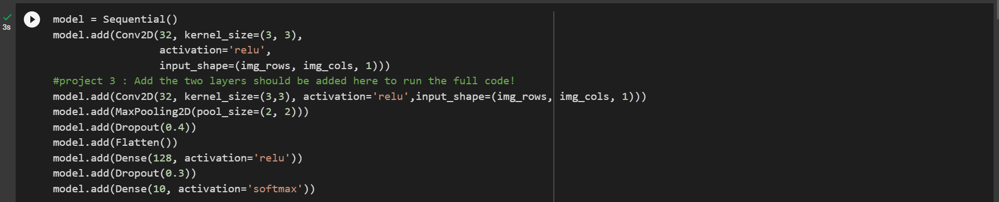 3s
model = Sequential()
model.add(Conv2D(32, kernel_size=(3, 3),
                 activation='relu',
                 input_shape=(img_rows, img_cols, 1)))
#project 3 : Add the two layers should be added here to run the full code!
model.add(Conv2D(32, kernel_size=(3,3), activation='relu',input_shape=(img_rows, img_cols, 1)))
model.add(MaxPooling2D(pool_size=(2, 2)))
model.add(Dropout(0.4))
model.add(Flatten())
model.add(Dense(128, activation='relu'))
model.add(Dropout(0.3))
model.add(Dense(10, activation='softmax'))